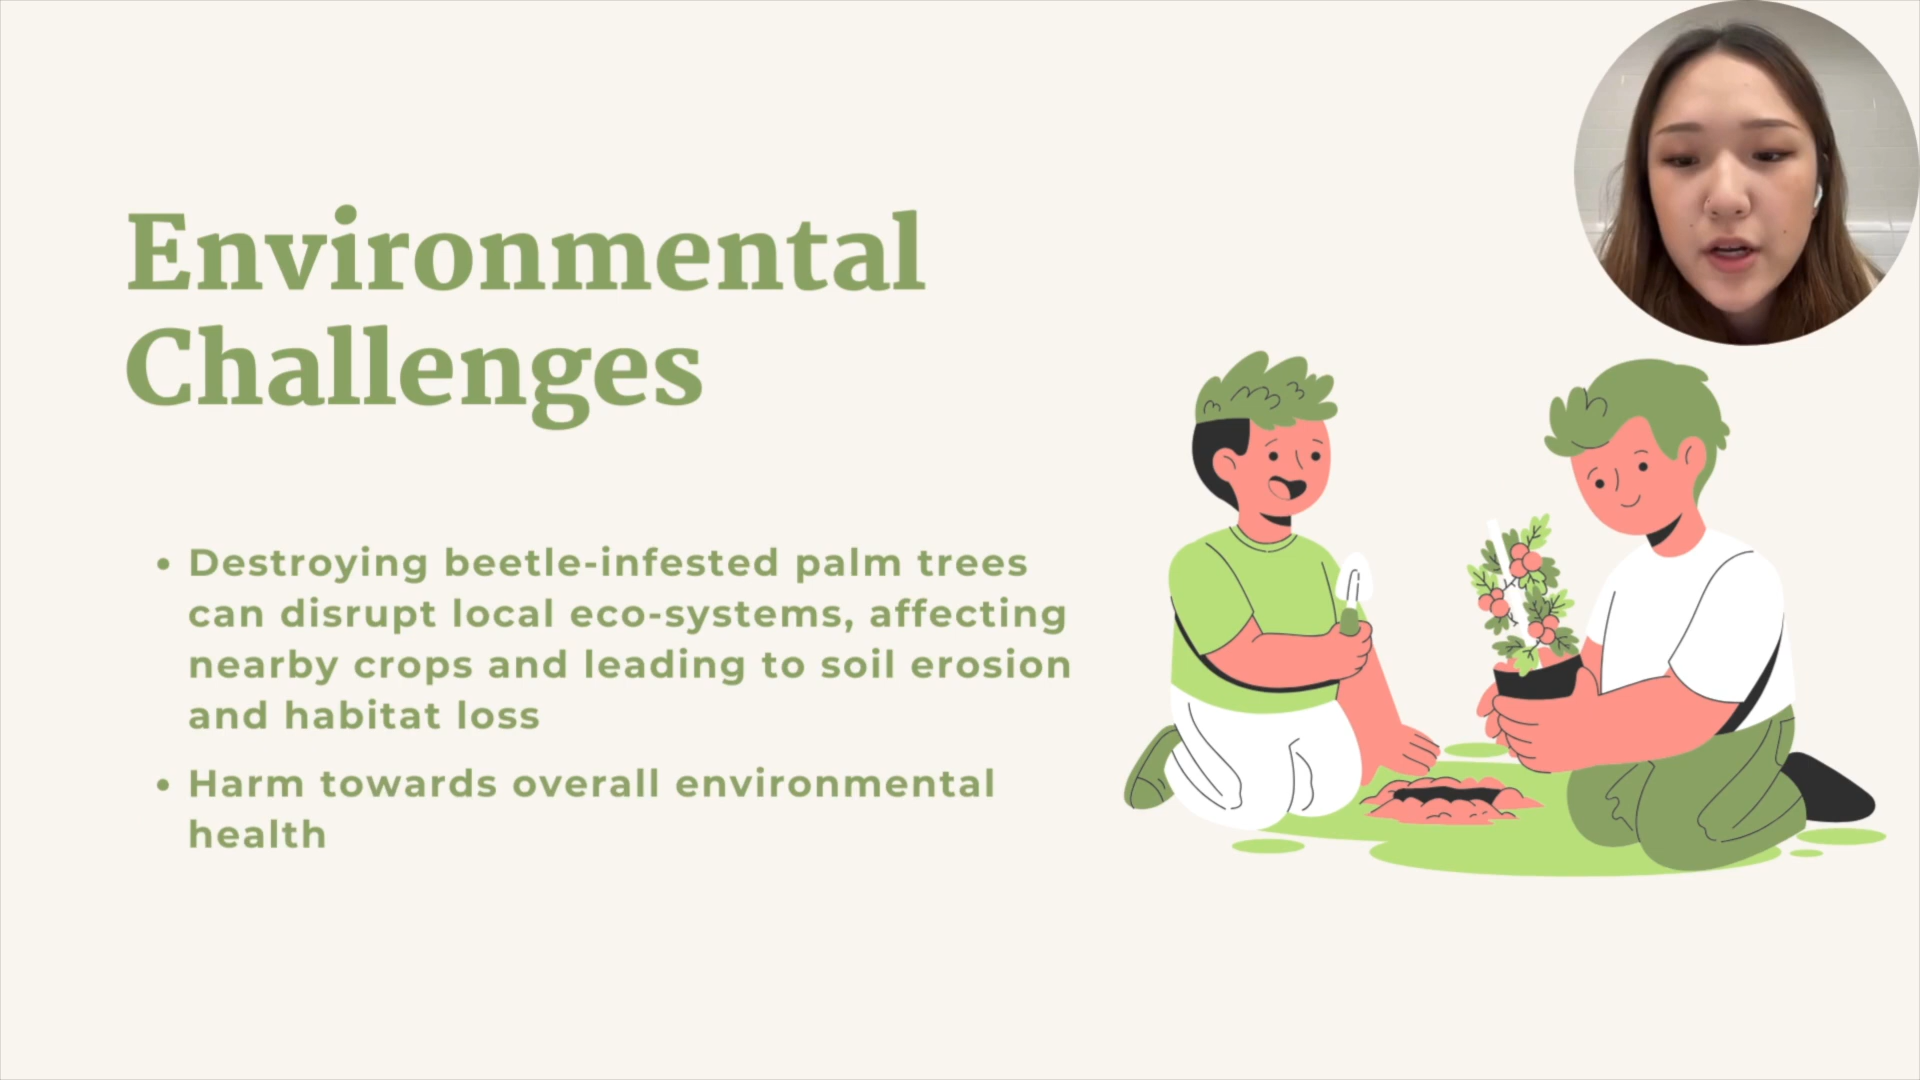 Environmental
Challenges
• Destroying beetle-infested palm trees
can disrupt local eco-systems, affecting
nearby crops and leading to soil erosion
and habitat loss
• Harm towards overall environmental
health